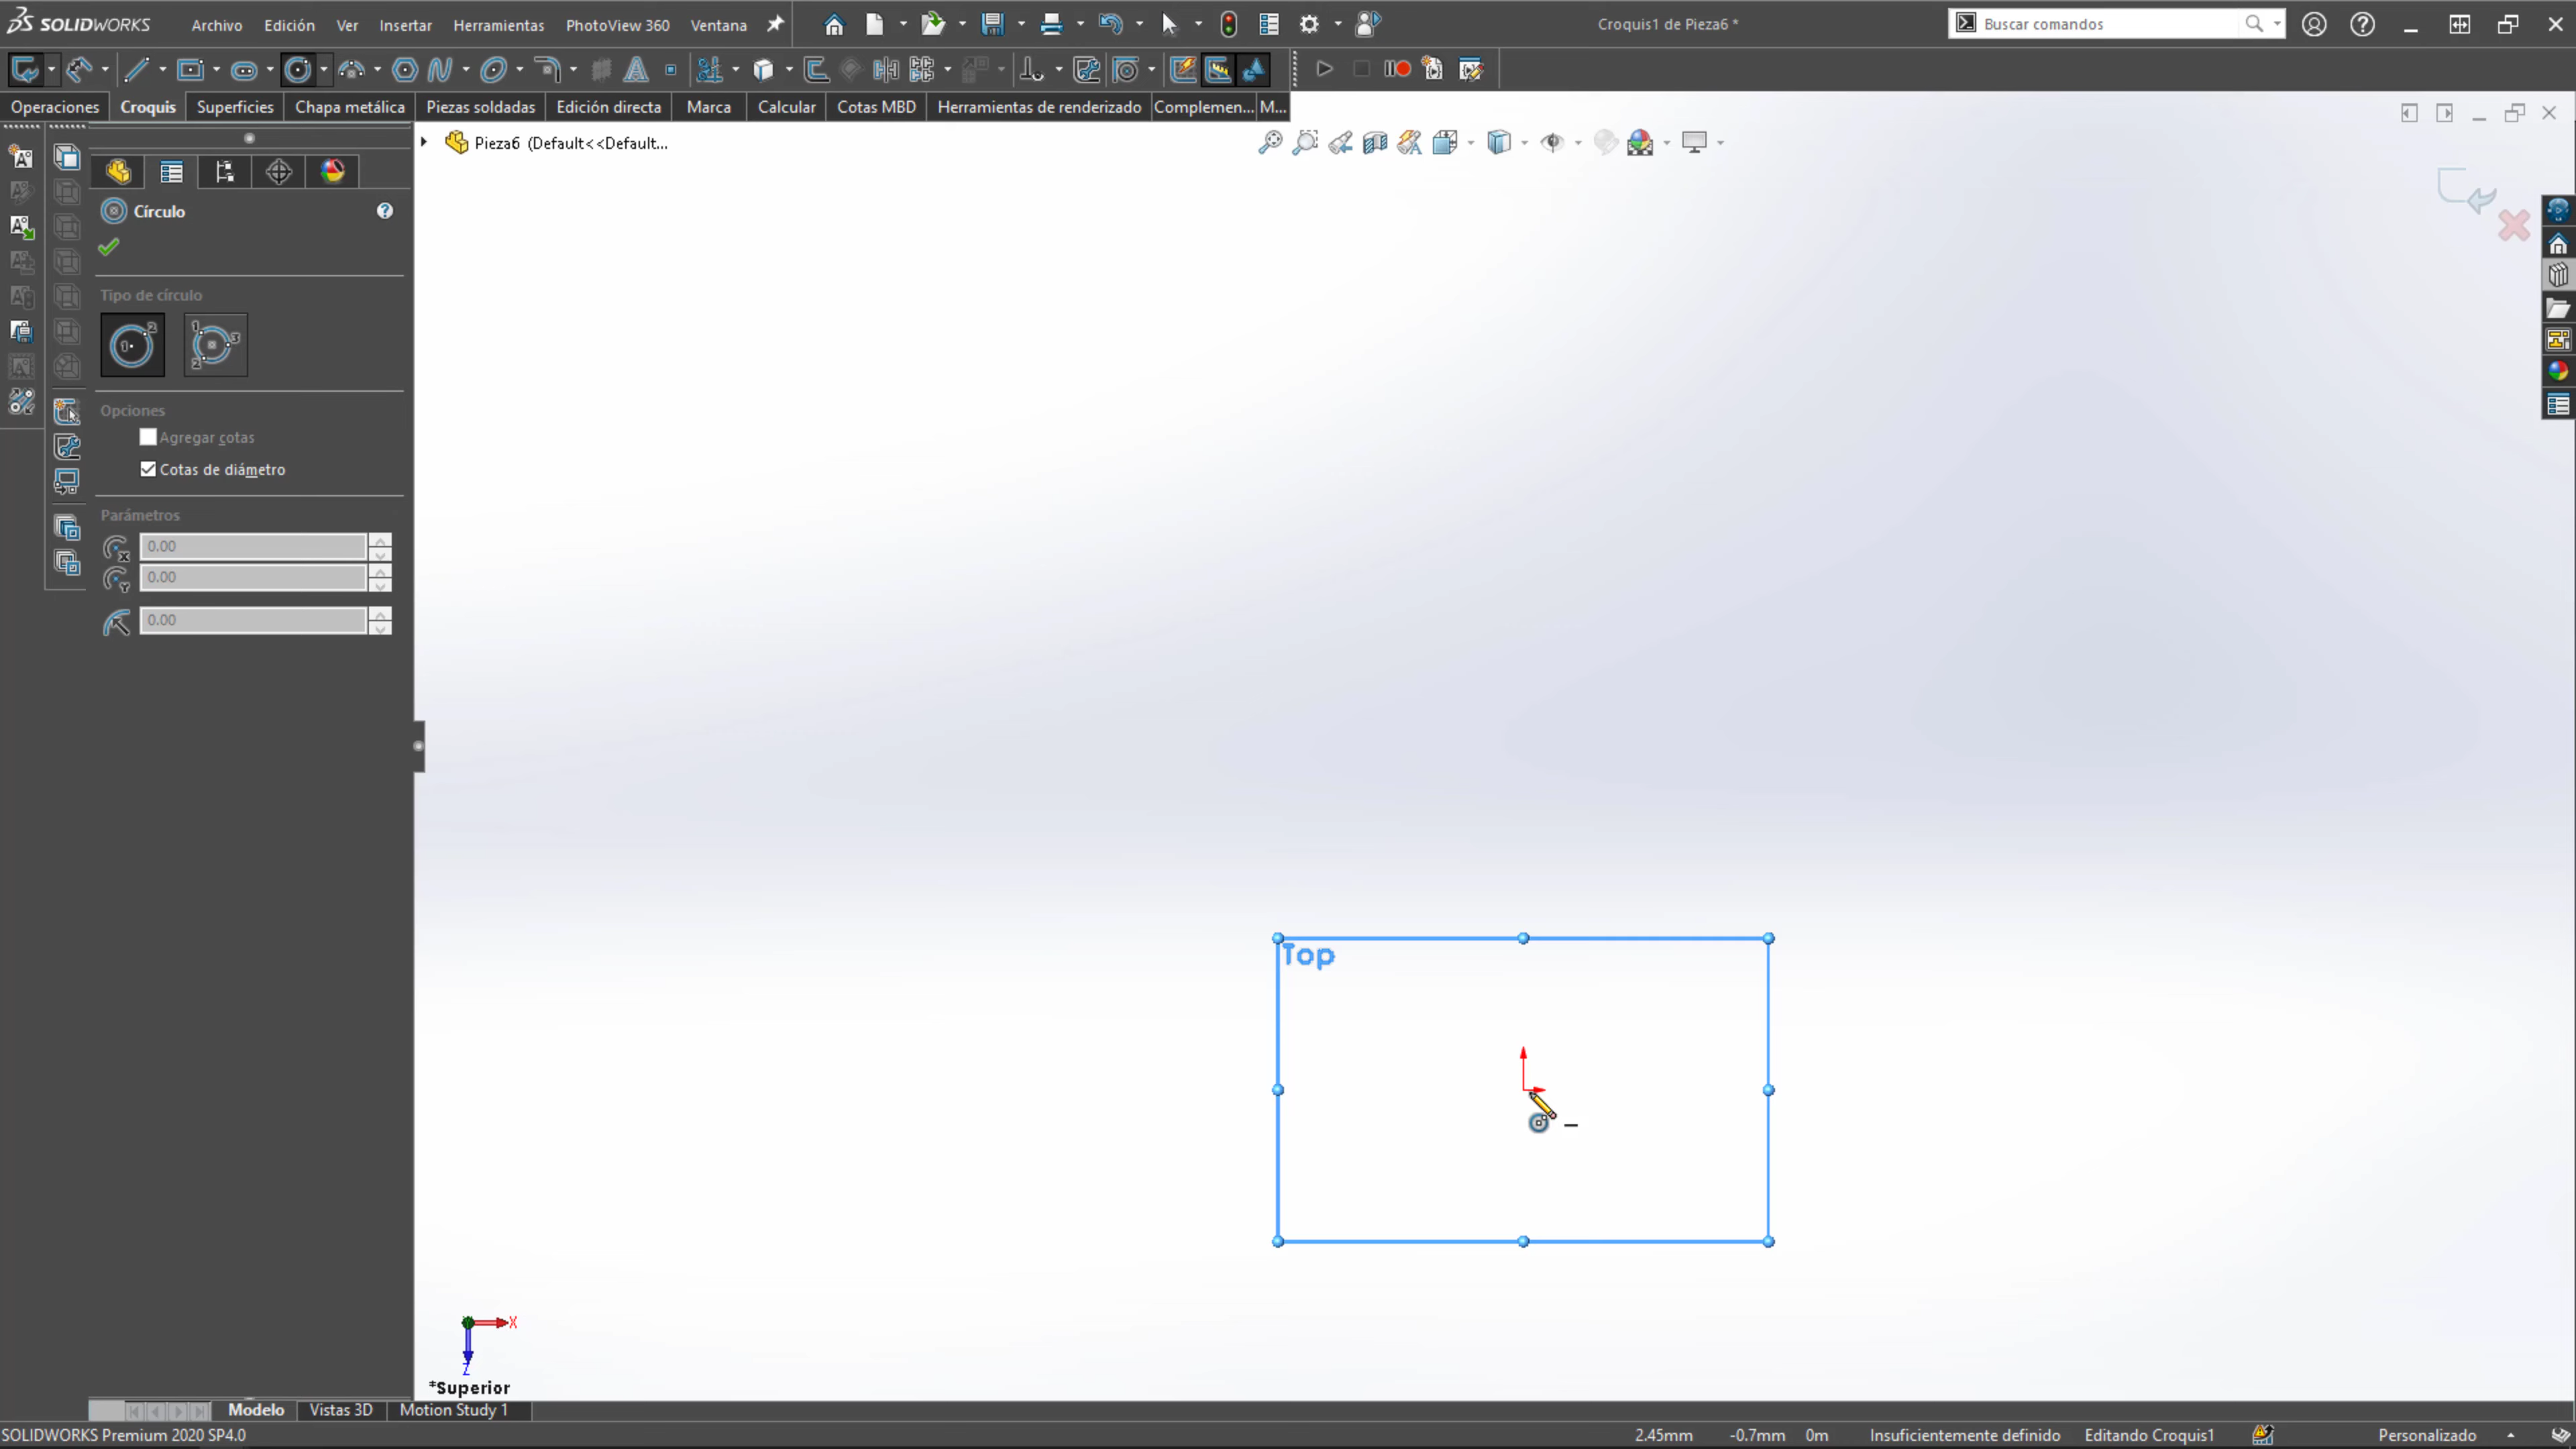 SOLIDWORKS Archivo Edición Ver Insertar Herramientas PhotoView 360 Ventana Croquis1 de Pieza6 * Buscar comandos
Operaciones Croquis Superficies Chapa metálica Piezas soldadas Edición directa Marca Calcular Cotas MBD Herramientas de renderizado Complemen... M...
Pieza6 (Default<<Default...
Círculo
Tipo de círculo
Opciones
Agregar cotas
Cotas de diámetro
Parámetros
0.00
0.00
0.00
Top
X
Z
*Superior
Modelo Vistas 3D Motion Study 1
SOLIDWORKS Premium 2020 SP4.0 2.45mm -0.7mm 0m Insuficientemente definido Editando Croquis1 Personalizado